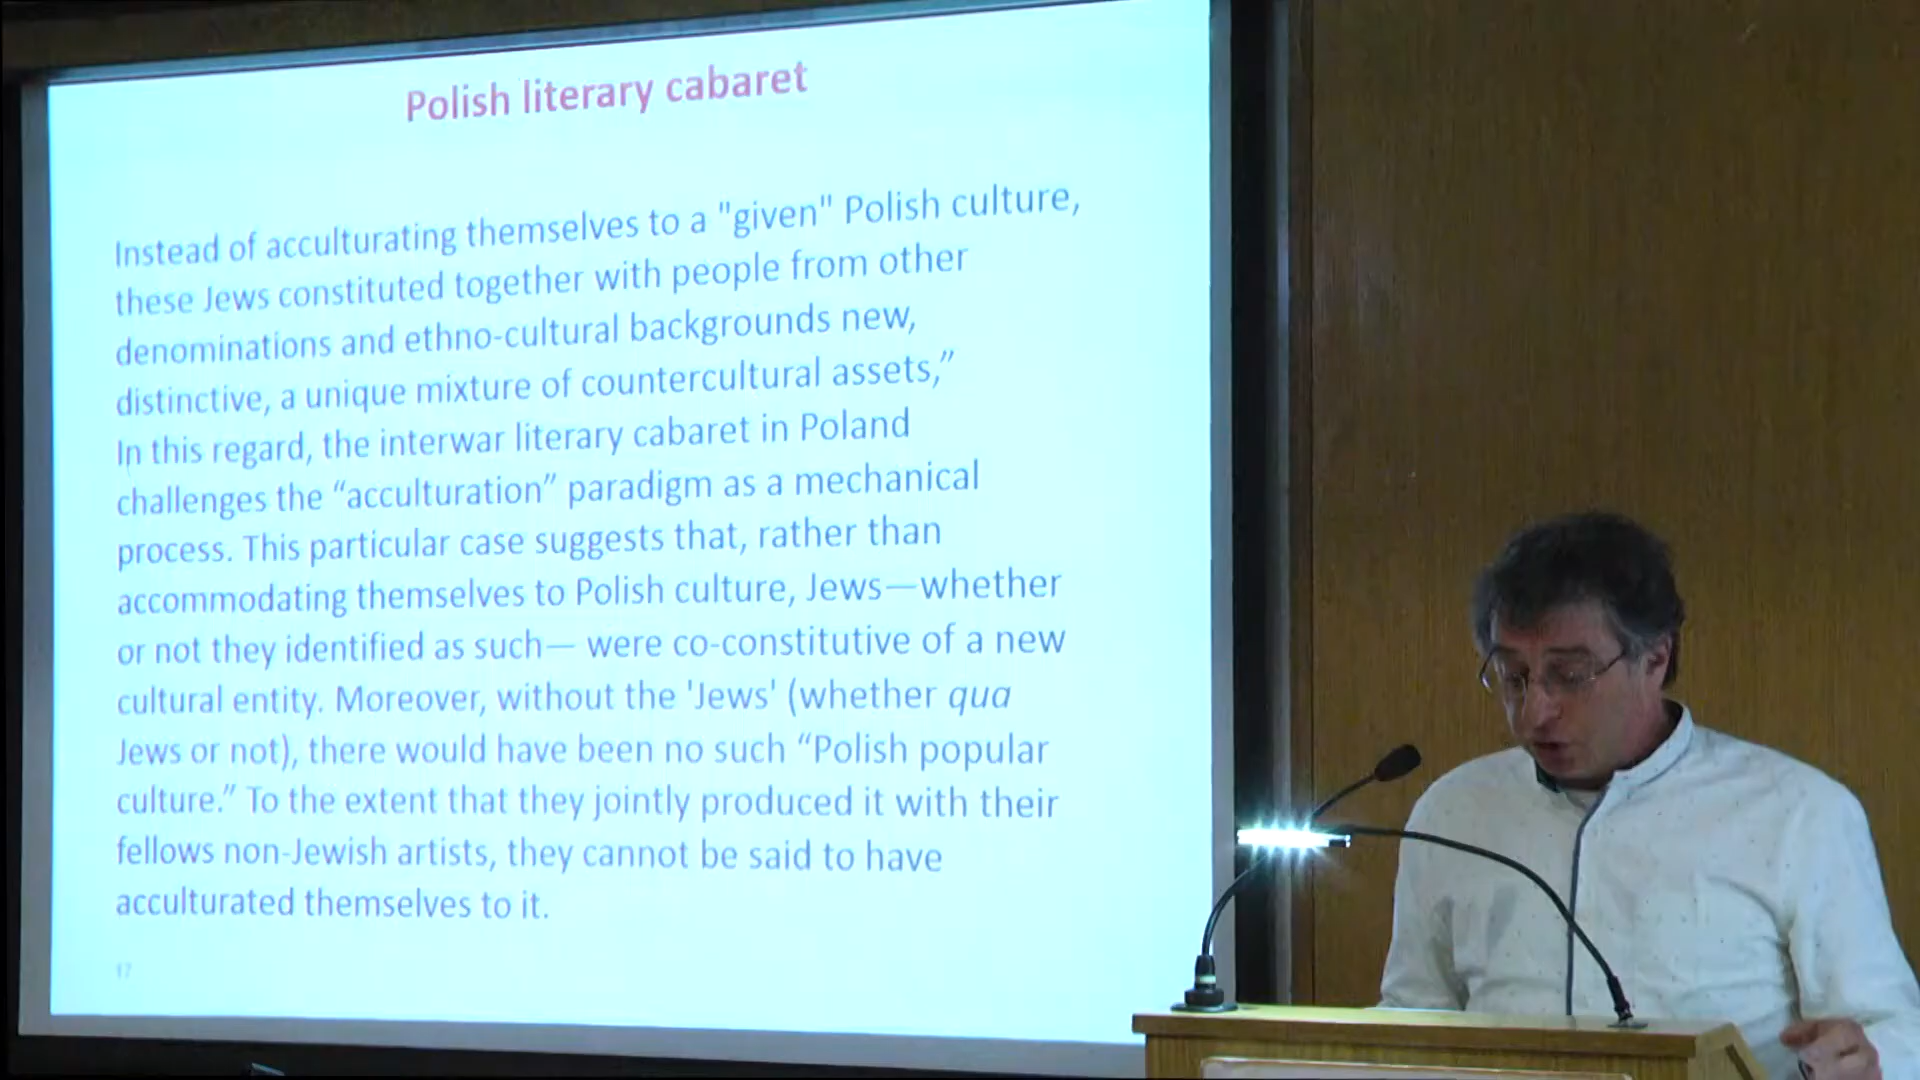 Polish literary cabaret
Instead of acculturating themselves to a "given" Polish culture,
these Jews constituted together with people from other
denominations and ethno-cultural backgrounds new,
distinctive, a unique mixture of countercultural assets,”
In this regard, the interwar literary cabaret in Poland
challenges the “acculturation” paradigm as a mechanical
process. This particular case suggests that, rather than
accommodating themselves to Polish culture, Jews—whether
or not they identified as such— were co-constitutive of a new
cultural entity. Moreover, without the 'Jews' (whether qua
Jews or not), there would have been no such “Polish popular
culture.” To the extent that they jointly produced it with their
fellows non-Jewish artists, they cannot be said to have
acculturated themselves to it.
17